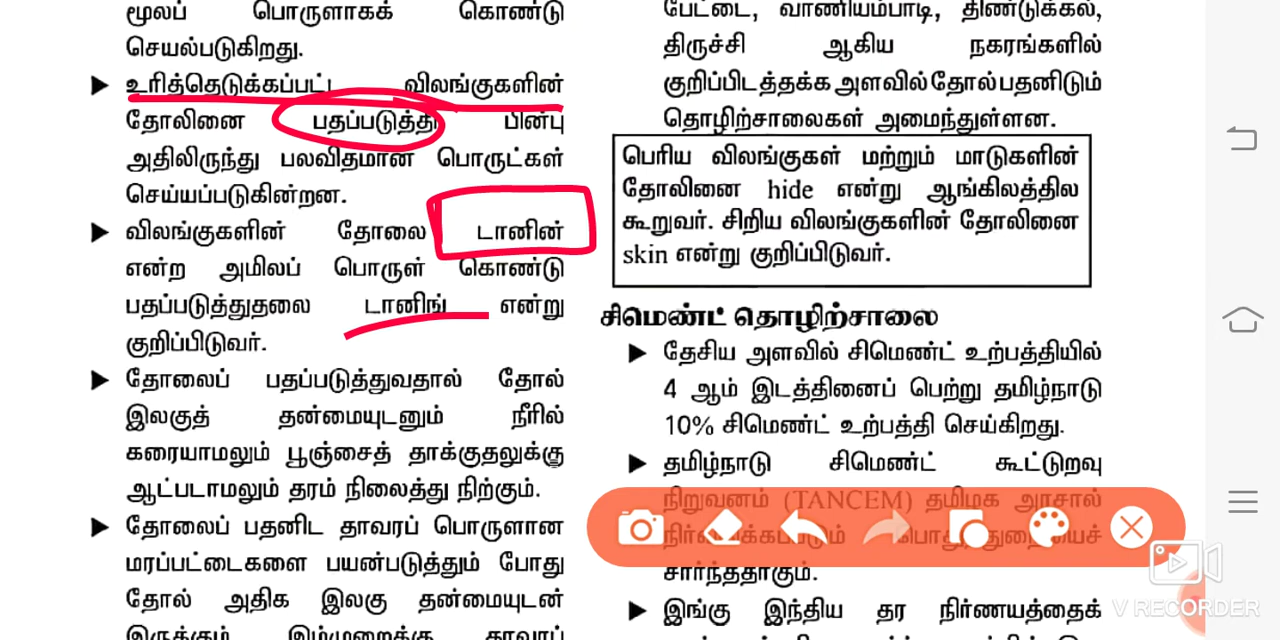 மூலப் பொருளாகக் கொண்டு
செயல்படுகிறது.
உரித்தெடுக்கப்பட்ட விலங்குகளின்
தோலினை பதப்படுத்தி பின்பு
அதிலிருந்து பலவிதமான பொருட்கள்
செய்யப்படுகின்றன.
விலங்குகளின் தோலை டானின்
என்ற அமிலப் பொருள் கொண்டு
பதப்படுத்துதலை டானிங் என்று
குறிப்பிடுவர்.
தோலைப் பதப்படுத்துவதால் தோல்
இலகுத் தன்மையுடனும் நீரில்
கரையாமலும் பூஞ்சைத் தாக்குதலுக்கு
ஆட்படாமலும் தரம் நிலைத்து நிற்கும்.
தோலைப் பதனிட தாவரப் பொருளான
மரப்பட்டைகளை பயன்படுத்தும் போது
தோல் அதிக இலகு தன்மையுடன்
பேட்டை, வாணியம்பாடி, திண்டுக்கல்,
திருச்சி ஆகிய நகரங்களில்
குறிப்பிடத்தக்க அளவில் தோல் பதனிடும்
தொழிற்சாலைகள் அமைந்துள்ளன.
பெரிய விலங்குகள் மற்றும் மாடுகளின்
தோலினை hide என்று ஆங்கிலத்தில
கூறுவர். சிறிய விலங்குகளின் தோலினை
skin என்று குறிப்பிடுவர்.
சிமெண்ட் தொழிற்சாலை
தேசிய அளவில் சிமெண்ட் உற்பத்தியில்
4 ஆம் இடத்தினைப் பெற்று தமிழ்நாடு
10% சிமெண்ட் உற்பத்தி செய்கிறது.
தமிழ்நாடு சிமெண்ட் கூட்டுறவு
நிறுவனம் (TANCEM) தமிழக அரசால்
சார்ந்ததாகும்.
இங்கு இந்திய தர நிர்ணயத்தைக்
V RECORDER